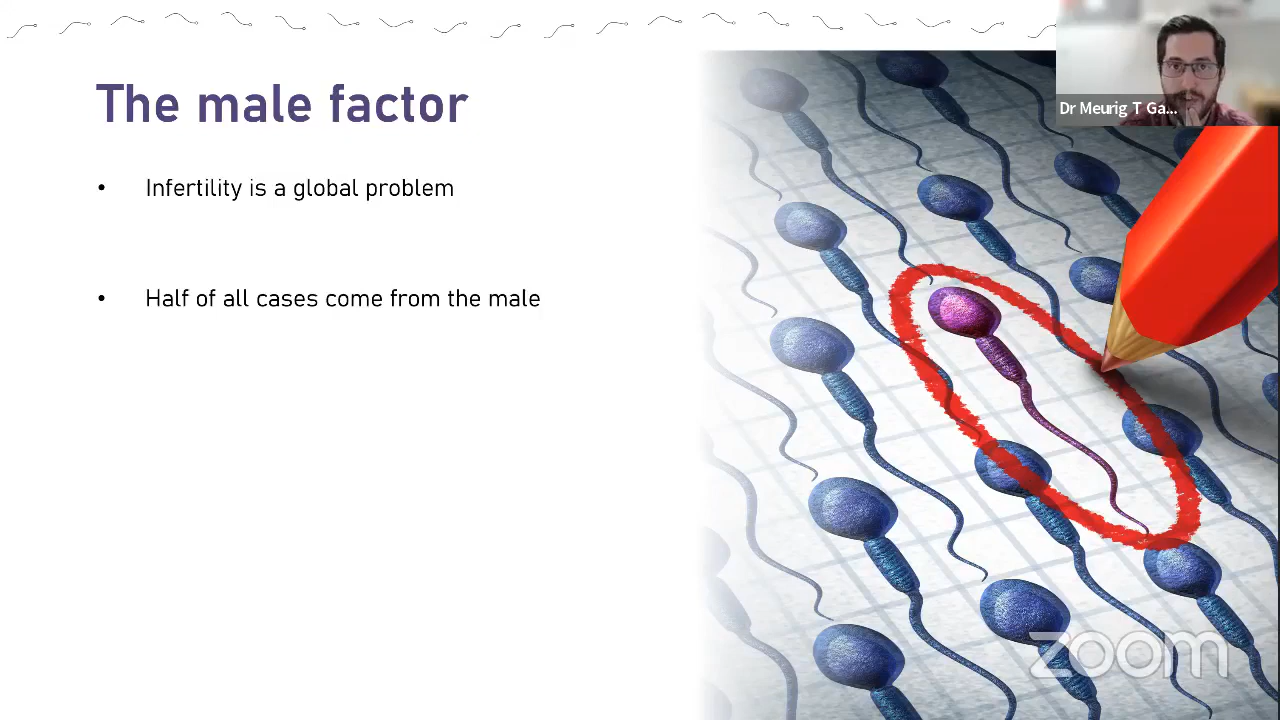 The male factor
Dr Meurig T Ga...
• Infertility is a global problem
• Half of all cases come from the male
zoom